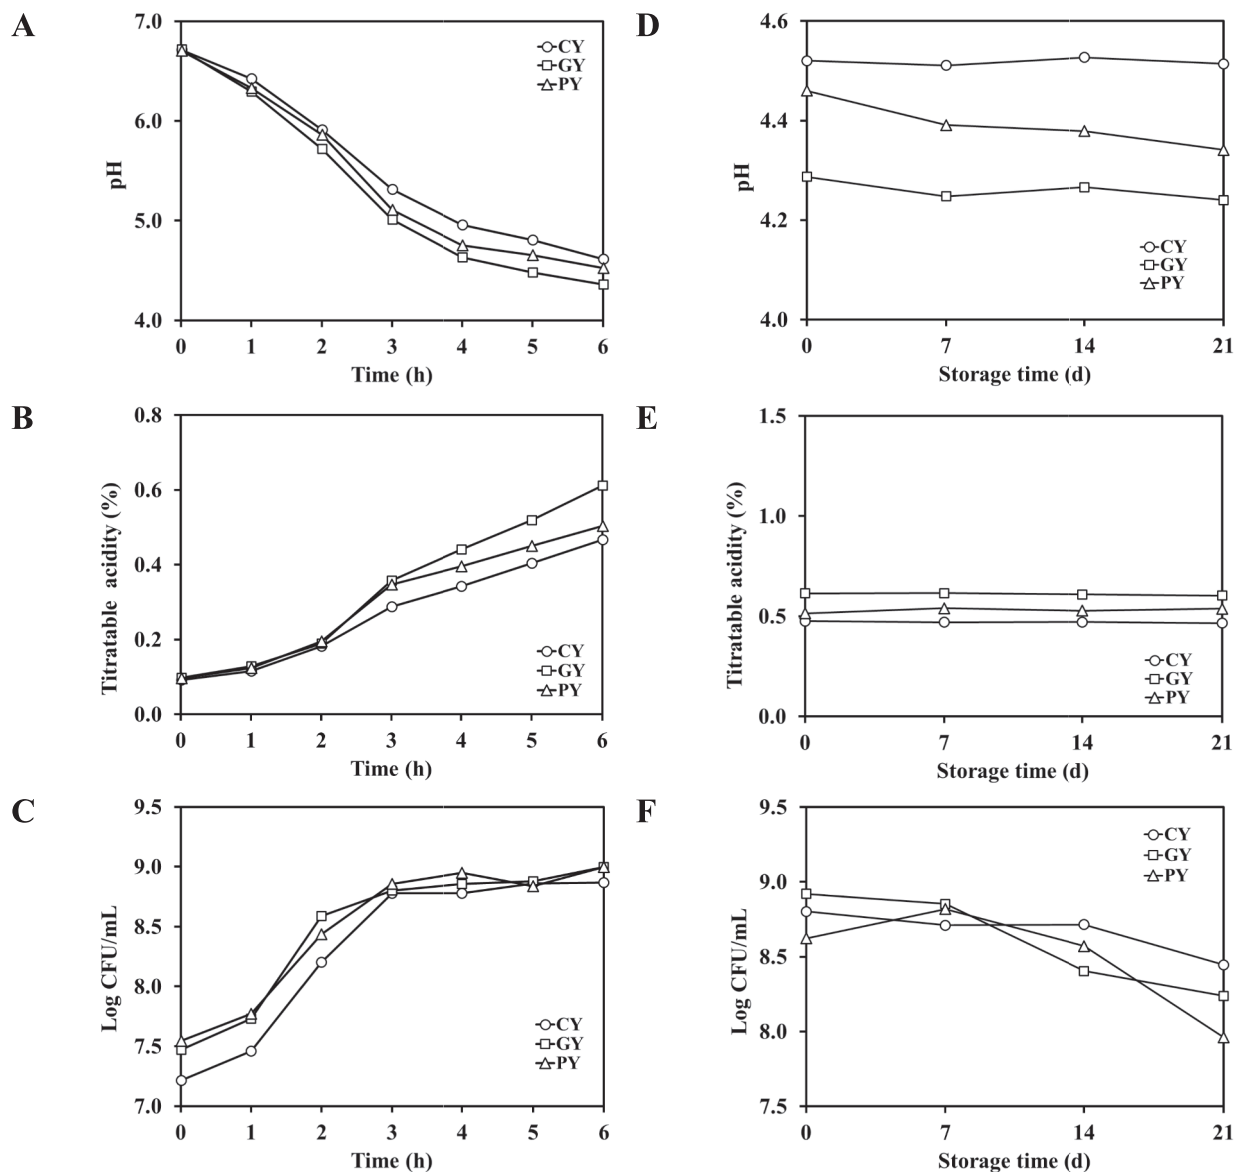 A
7.0
6.0
5.0
4.0
pH
CY
GY
PY
0 1 2 3 4 5 6
Time (h)
D
4.6
4.4
4.2
4.0
pH
CY
GY
PY
0 7 14 21
Storage time (d)
B
0.8
0.6
0.4
0.2
0.0
Titratable acidity (%)
CY
GY
PY
0 1 2 3 4 5 6
Time (h)
E
1.5
1.0
0.5
0.0
Titratable acidity (%)
CY
GY
PY
0 7 14 21
Storage time (d)
C
9.5
9.0
8.5
8.0
7.5
7.0
Log CFU/mL
CY
GY
PY
0 1 2 3 4 5 6
Time (h)
F
9.5
9.0
8.5
8.0
7.5
Log CFU/mL
CY
GY
PY
0 7 14 21
Storage time (d)